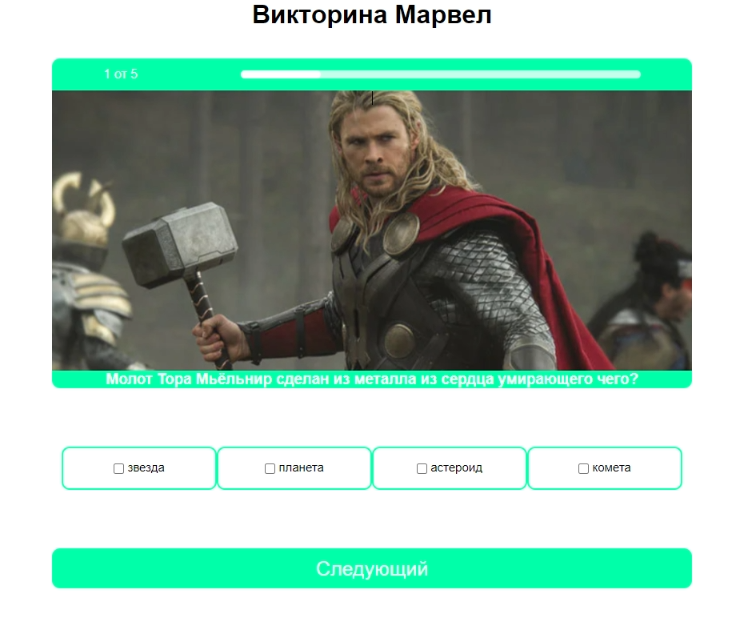 Викторина Марвел
1 от 5
Молот Тора Мьёльнир сделан из металла из сердца умирающего чего?
звезда
планета
астероид
комета
Следующий